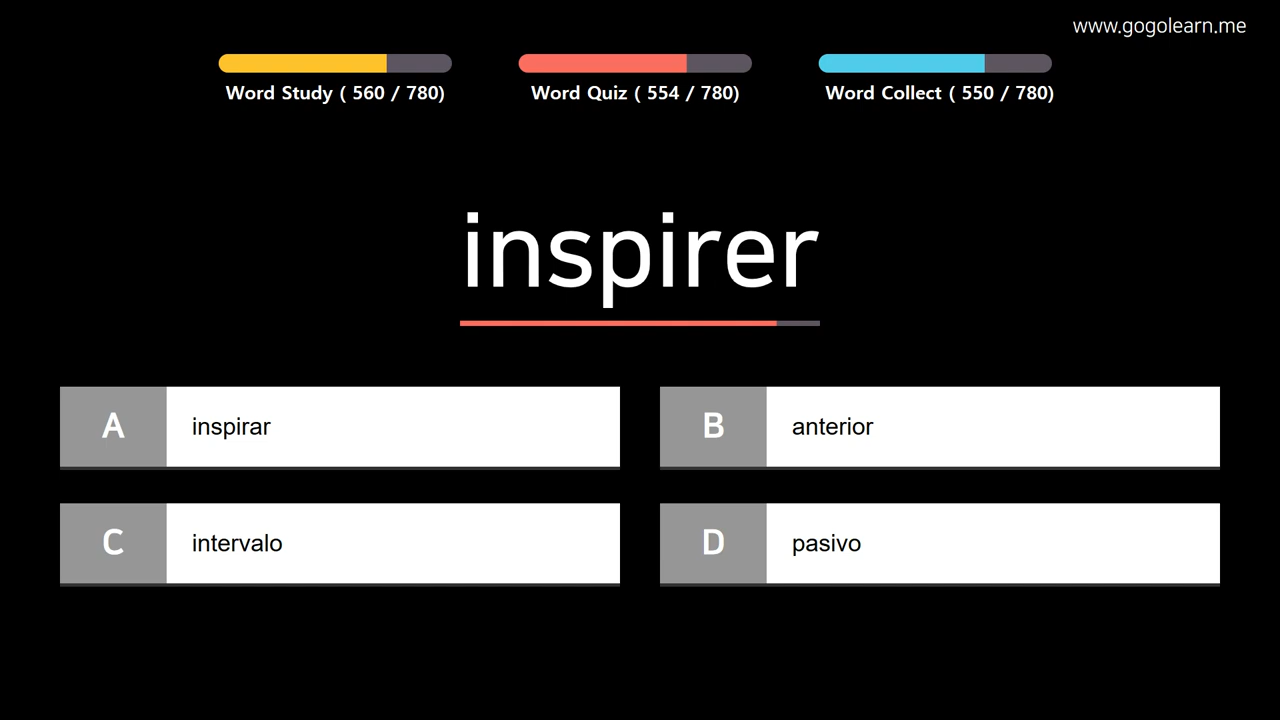 www.gogolearn.me
Word Study ( 560 / 780)
Word Quiz ( 554 / 780)
Word Collect ( 550 / 780)
inspirer
A inspirar
B anterior
C intervalo
D pasivo